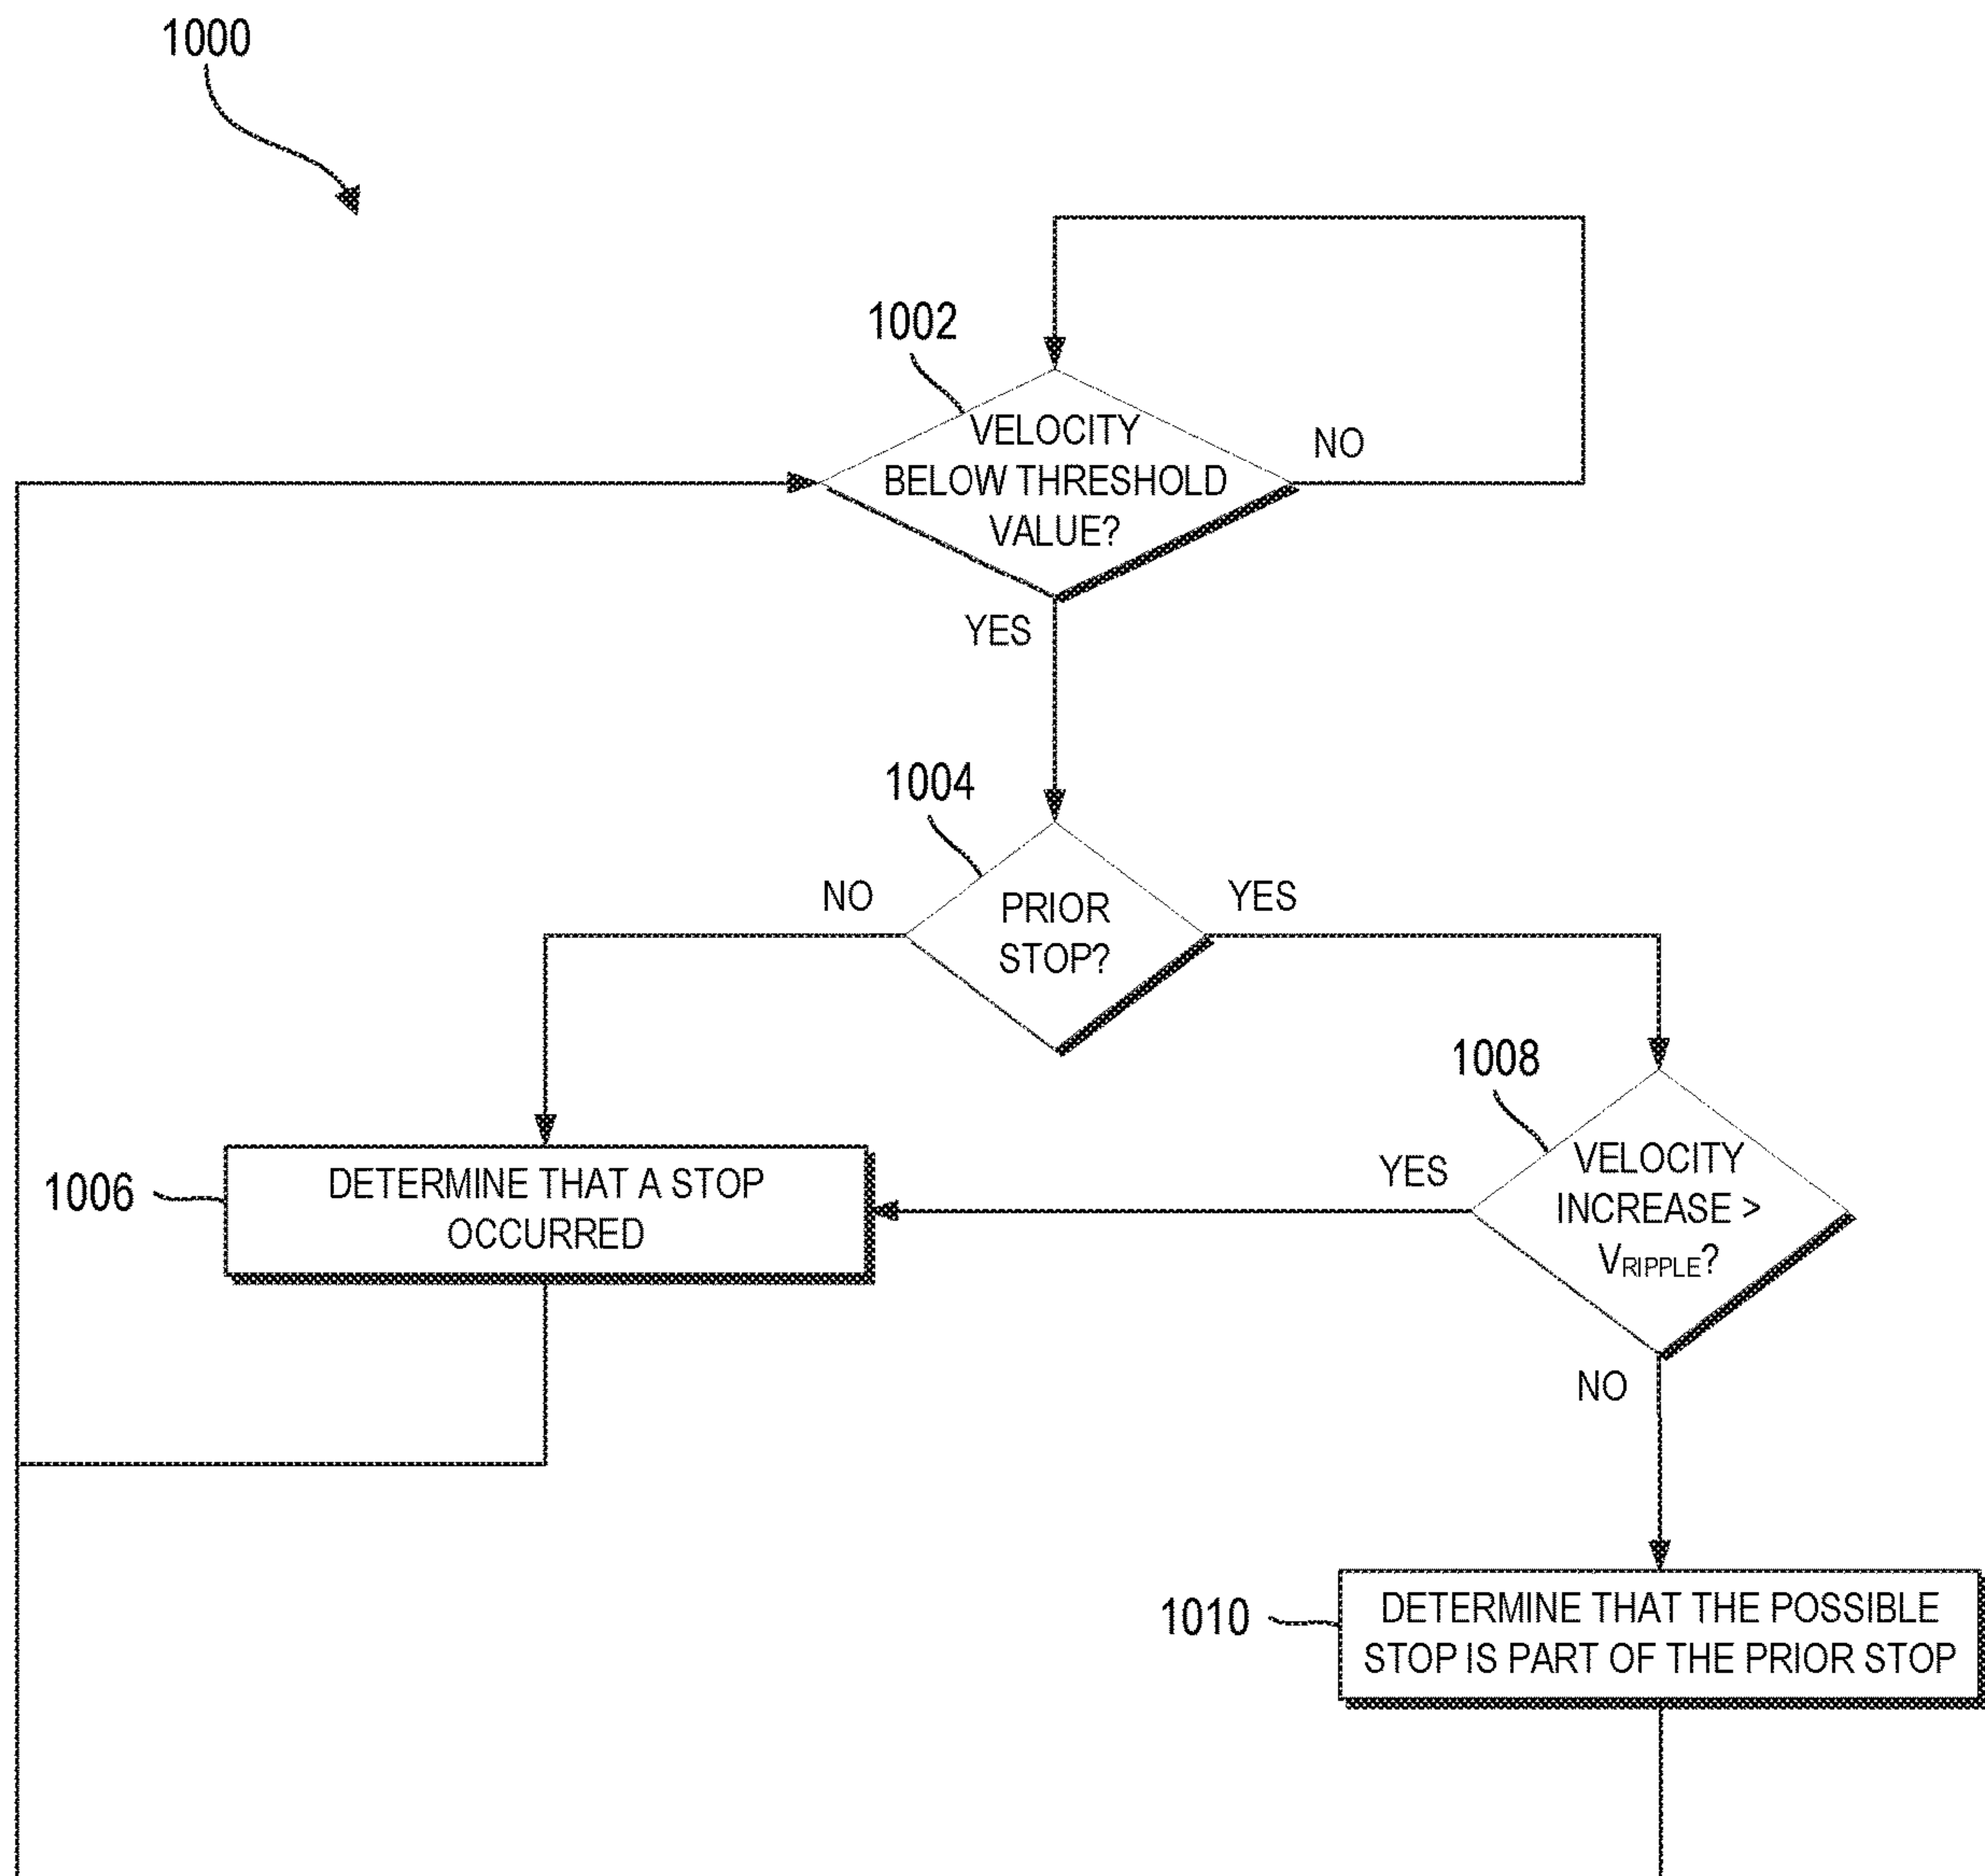 1000
1002
VELOCITY
BELOW THRESHOLD
VALUE?
NO
YES
1004
NO
PRIOR
STOP?
YES
1008
1006
DETERMINE THAT A STOP
OCCURRED
YES
VELOCITY
INCREASE >
VRIPPLE?
NO
1010
DETERMINE THAT THE POSSIBLE
STOP IS PART OF THE PRIOR STOP